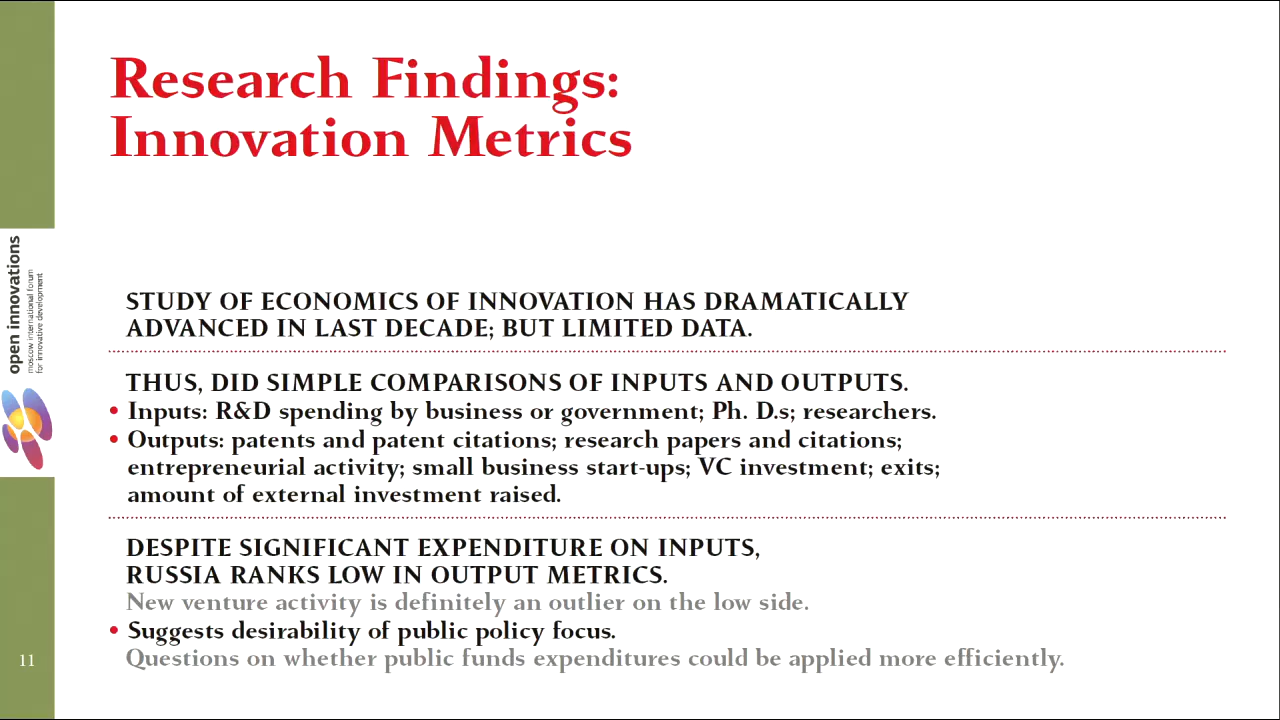 Research Findings:
Innovation Metrics
open innovations
moscow international forum
for innovative development
STUDY OF ECONOMICS OF INNOVATION HAS DRAMATICALLY
ADVANCED IN LAST DECADE; BUT LIMITED DATA.
THUS, DID SIMPLE COMPARISONS OF INPUTS AND OUTPUTS.
• Inputs: R&D spending by business or government; Ph. D.s; researchers.
• Outputs: patents and patent citations; research papers and citations;
entrepreneurial activity; small business start-ups; VC investment; exits;
amount of external investment raised.
DESPITE SIGNIFICANT EXPENDITURE ON INPUTS,
RUSSIA RANKS LOW IN OUTPUT METRICS.
New venture activity is definitely an outlier on the low side.
• Suggests desirability of public policy focus.
Questions on whether public funds expenditures could be applied more efficiently.
11